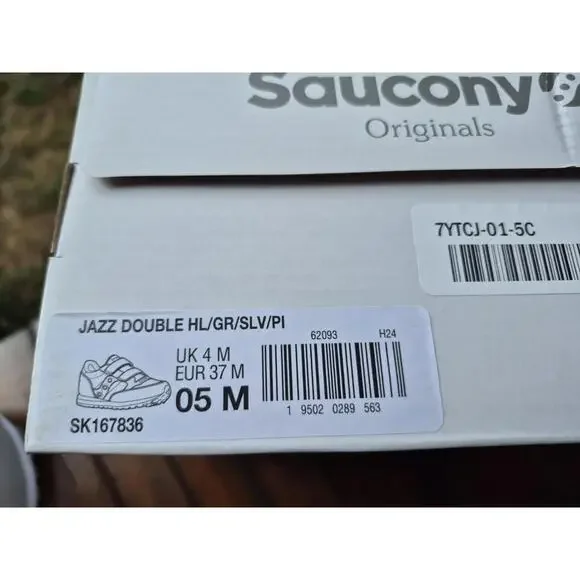 Saucony
Originals
7YTCJ-01-5C
JAZZ DOUBLE HL/GR/SLV/PI
UK 4 M
EUR 37 M
05 M
SK167836
62093 H24
1 9502 0289 563